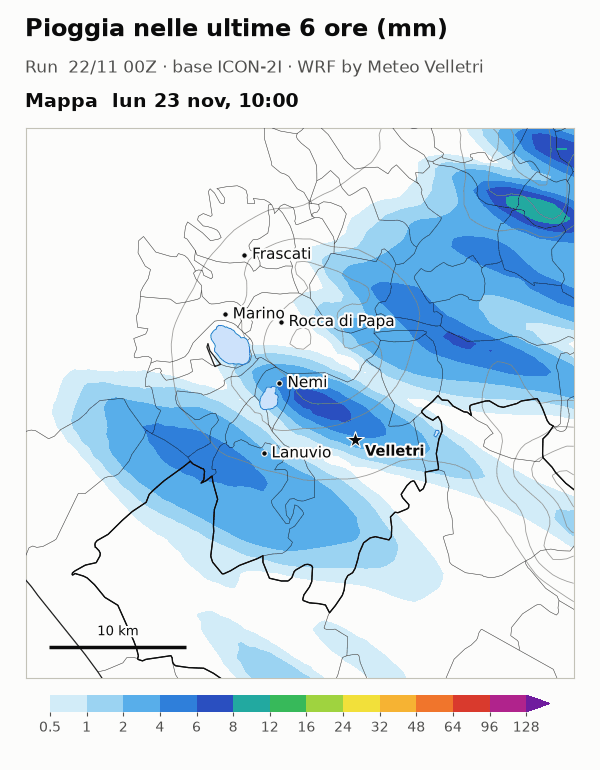 Pioggia nelle ultime 6 ore (mm)
Run  22/11 00Z · base ICON-2I · WRF by Meteo Velletri
Mappa  lun 23 nov, 10:00
Frascati
Marino
Rocca di Papa
Nemi
Velletri
Lanuvio
10 km
0.5 1 2 4 6 8 12 16 24 32 48 64 96 128